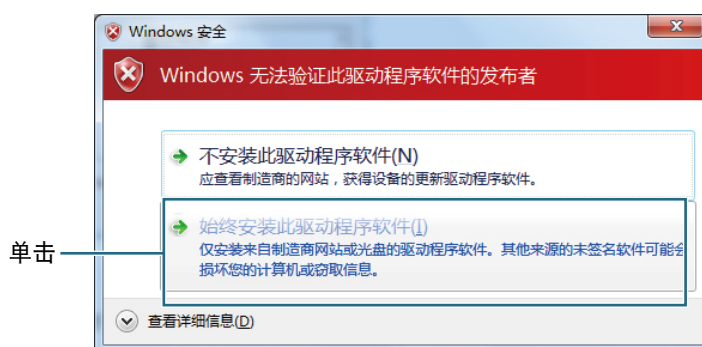 Windows 安全
Windows 无法验证此驱动程序软件的发布者
不安装此驱动程序软件(N)
应查看制造商的网站，获得设备的更新驱动程序软件。
始终安装此驱动程序软件(I)
单击
仅安装来自制造商网站或光盘的驱动程序软件。其他来源的未签名软件可能会
损坏您的计算机或窃取信息。
查看详细信息(D)